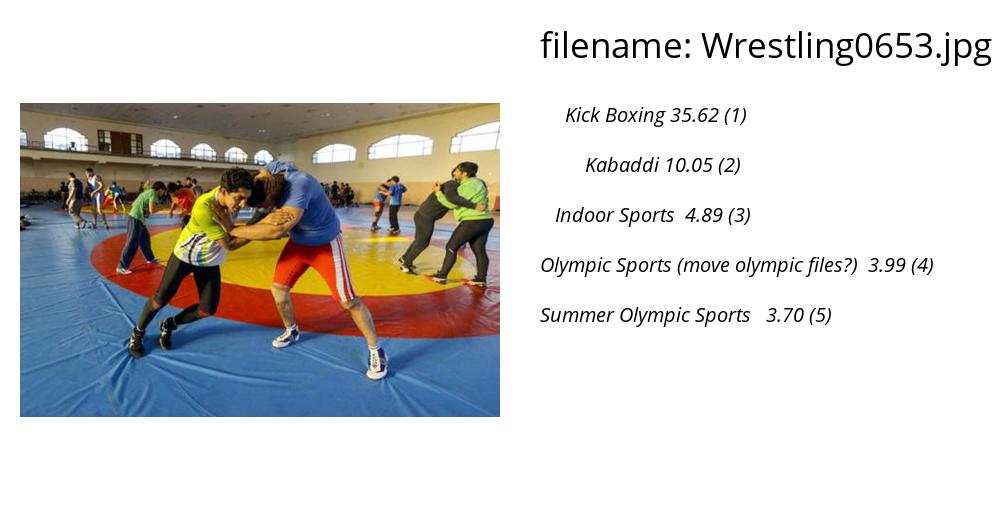 filename: Wrestling0653.jpg
Kick Boxing 35.62 (1)
Kabaddi 10.05 (2)
Indoor Sports 4.89 (3)
Olympic Sports (move olympic files?) 3.99 (4)
Summer Olympic Sports 3.70 (5)